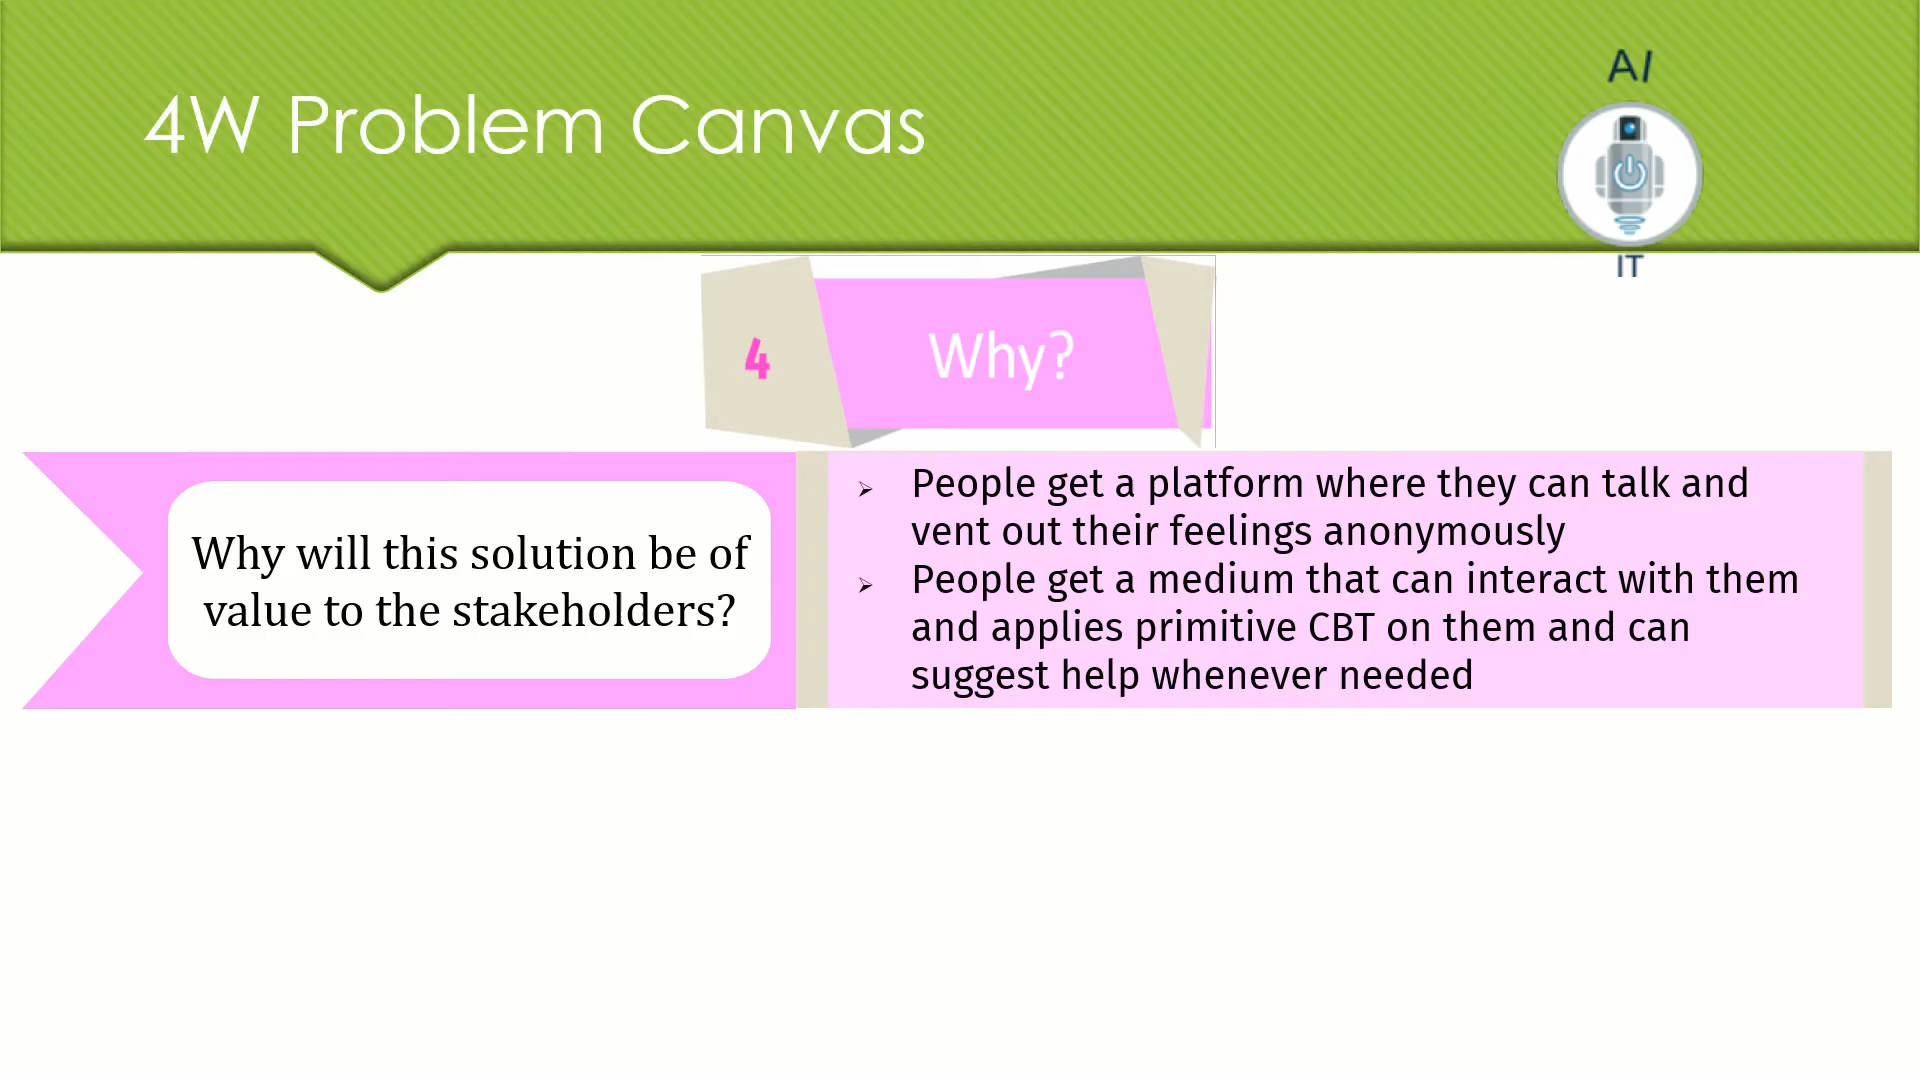 4W Problem Canvas
AI
IT
4
Why?
Why will this solution be of
value to the stakeholders?
➢ People get a platform where they can talk and
vent out their feelings anonymously
➢ People get a medium that can interact with them
and applies primitive CBT on them and can
suggest help whenever needed